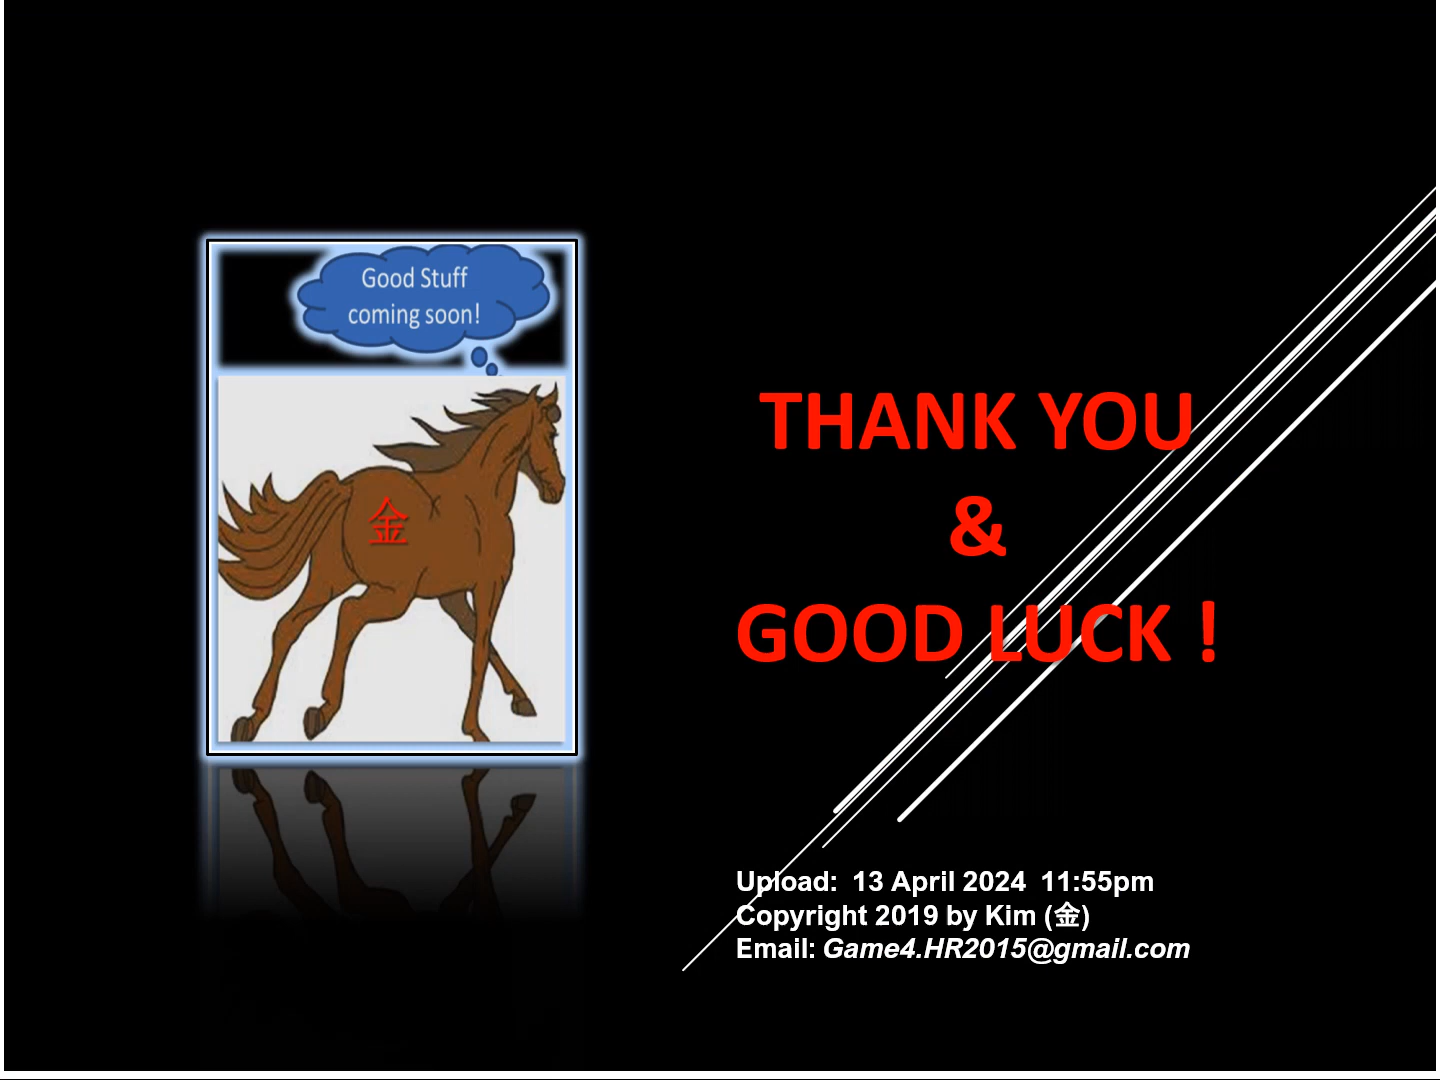 Good Stuff
coming soon!
金
THANK YOU
&
GOOD LUCK !
Upload:  13 April 2024  11:55pm
Copyright 2019 by Kim (金)
Email: Game4.HR2015@gmail.com